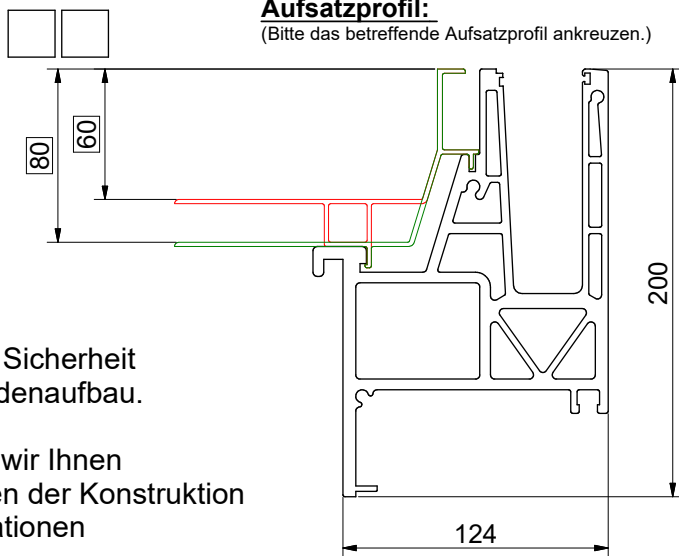 Aufsatzprofil:
(Bitte das betreffende Aufsatzprofil ankreuzen.)
80
60
200
Sicherheit
denaufbau.
wir Ihnen
en der Konstruktion
ationen
124